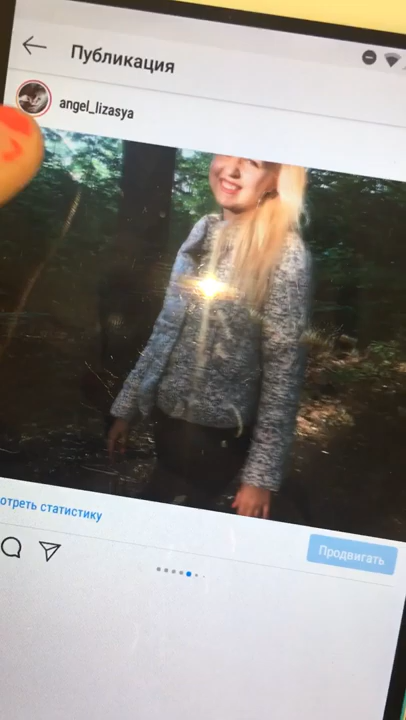 Публикация
angel_lizasya
отреть статистику
Продвигать